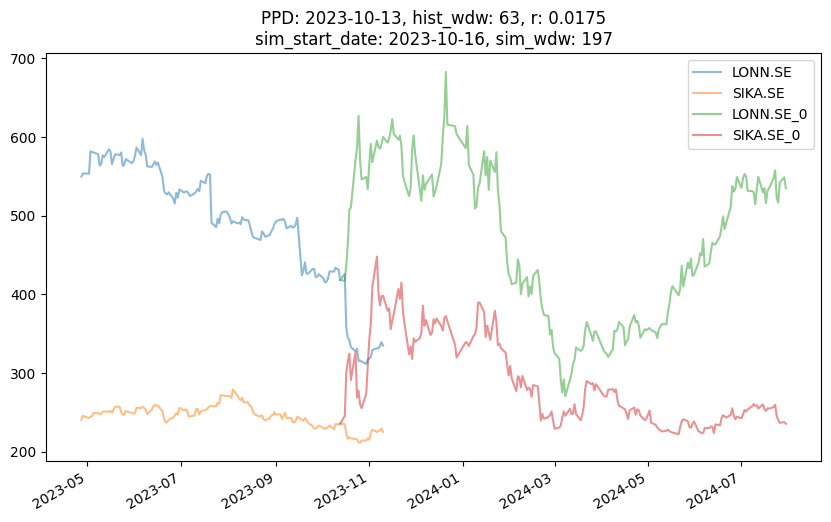 PPD: 2023-10-13, hist_wdw: 63, r: 0.0175
sim_start_date: 2023-10-16, sim_wdw: 197
700
600
500
400
300
200
LONN.SE
SIKA.SE
LONN.SE_0
SIKA.SE_0
2023-05
2023-07
2023-09
2023-11
2024-01
2024-03
2024-05
2024-07